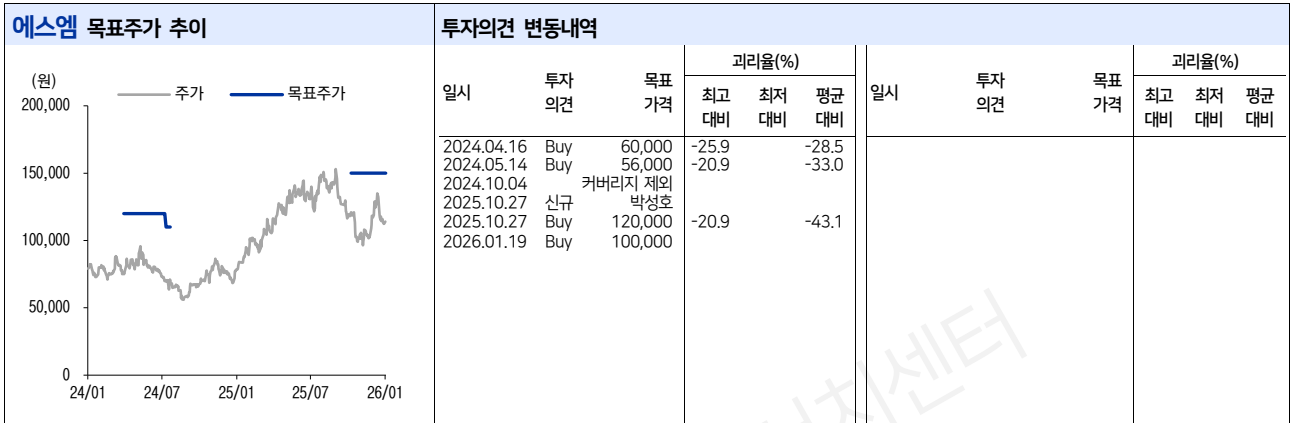 에스엠 목표주가 추이
(원)
주가
목표주가
200,000
150,000
100,000
50,000
0
24/01 24/07 25/01 25/07 26/01
투자의견 변동내역
일시 투자의견 목표가격 괴리율(%) 최고대비 최저대비 평균대비
2024.04.16 Buy 60,000 -25.9 -28.5
2024.05.14 Buy 56,000 -20.9 -33.0
2024.10.04 커버리지 제외
2025.10.27 신규 박성호
2025.10.27 Buy 120,000 -20.9 -43.1
2026.01.19 Buy 100,000
일시 투자의견 목표가격 괴리율(%) 최고대비 최저대비 평균대비
치센터